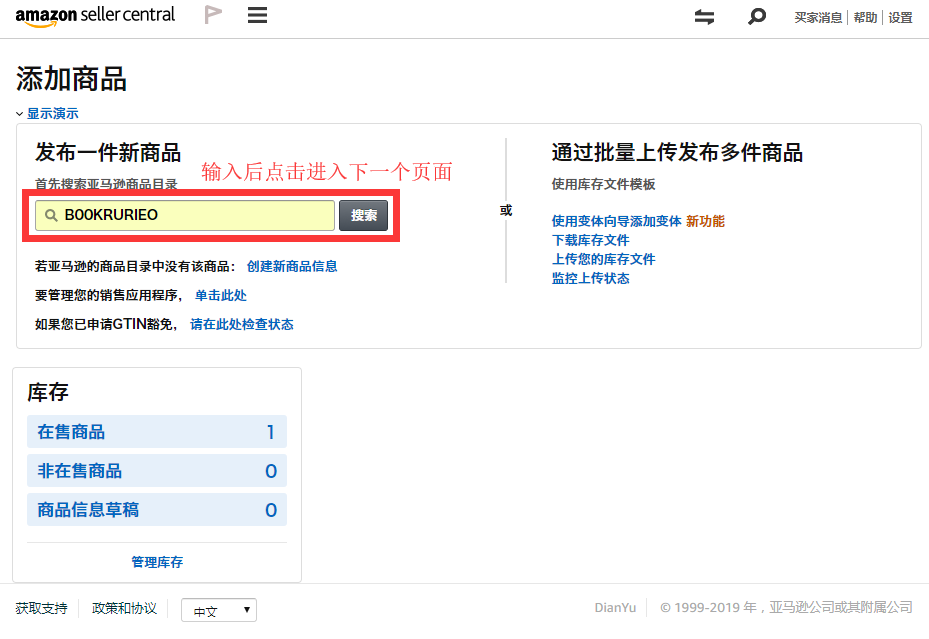 amazon seller central
买家消息 | 帮助 | 设置
添加商品
显示演示
发布一件新商品
输入后点击进入下一个页面
首先搜索亚马逊商品目录
B00KRURIEO
搜索
若亚马逊的商品目录中没有该商品： 创建新商品信息
要管理您的销售应用程序， 单击此处
如果您已申请GTIN豁免， 请在此处检查状态
或
通过批量上传发布多件商品
使用库存文件模板
使用变体向导添加变体 新功能
下载库存文件
上传您的库存文件
监控上传状态
库存
在售商品 1
非在售商品 0
商品信息草稿 0
管理库存
获取支持 | 政策和协议
中文
DianYu | © 1999-2019 年，亚马逊公司或其附属公司